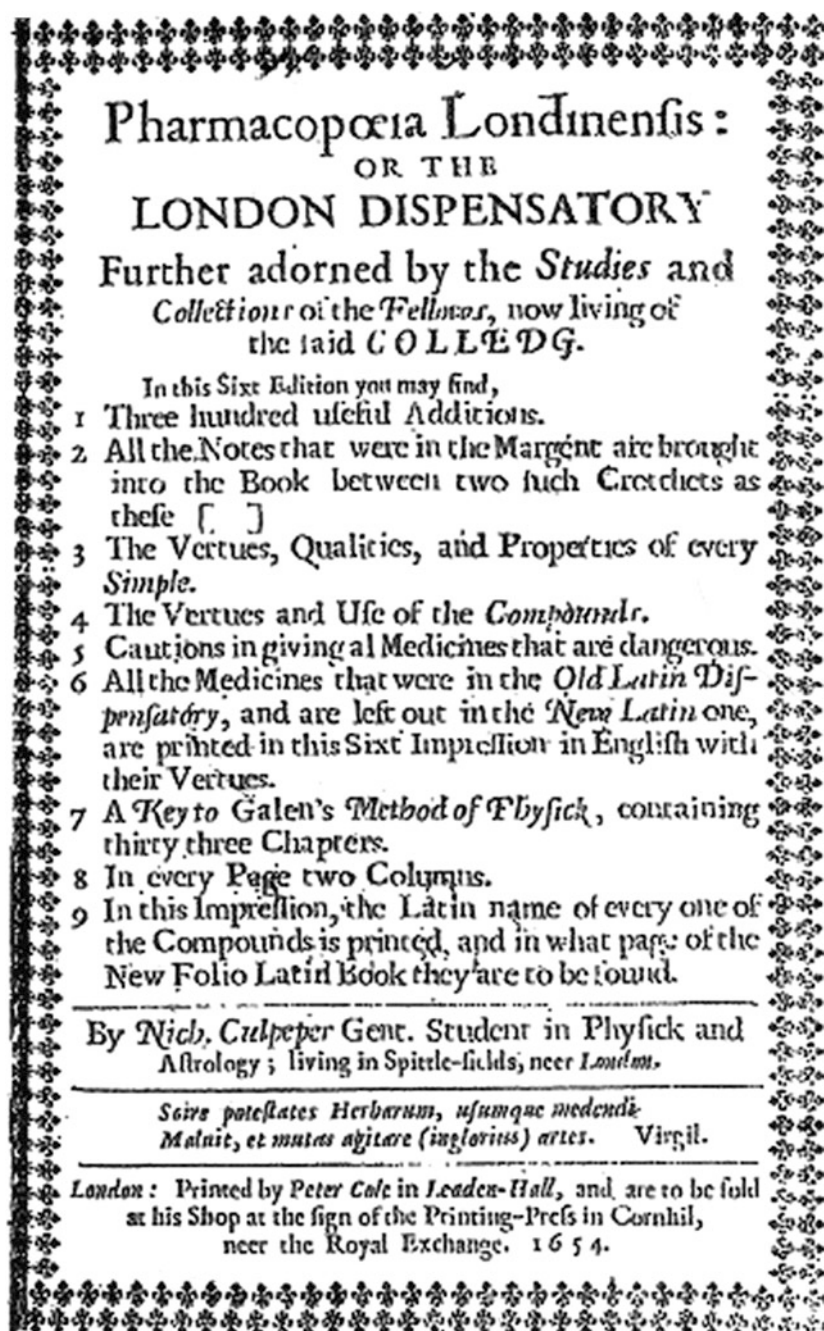 Pharmacopœia Londinenſis:
OR THE
LONDON DISPENSATORY
Further adorned by the Studies and
Collections of the Fellows, now living of
the ſaid COLLEDG.
In this Sixt Edition you may find,
1 Three hundred uſeful Additions.
2 All the Notes that were in the Margent are brought
into the Book between two ſuch Cretchets as
theſe [ ]
3 The Vertues, Qualities, and Properties of every
Simple.
4 The Vertues and Uſe of the Compounds.
5 Cautions in giving al Medicines that are dangerous.
6 All the Medicines that were in the Old Latin Diſ-
penſatory, and are left out in the New Latin one,
are printed in this Sixt Impreſſion in Engliſh with
their Vertues.
7 A Key to Galen's Method of Phyſick, containing
thirty three Chapters.
8 In every Page two Columns.
9 In this Impreſſion, the Latin name of every one of
the Compounds is printed, and in what page of the
New Folio Latin Book they are to be found.
By Nich. Culpeper Gent. Student in Phyſick and
Aſtrology; living in Spittle-fields, neer London.
Scire poteſtates Herbarum, uſumque medendi
Maluit, et mutas agitare (inglorius) artes. Virgil.
London: Printed by Peter Cole in Leaden-Hall, and are to be ſold
at his Shop at the ſign of the Printing-Preſs in Cornhil,
neer the Royal Exchange. 1654.